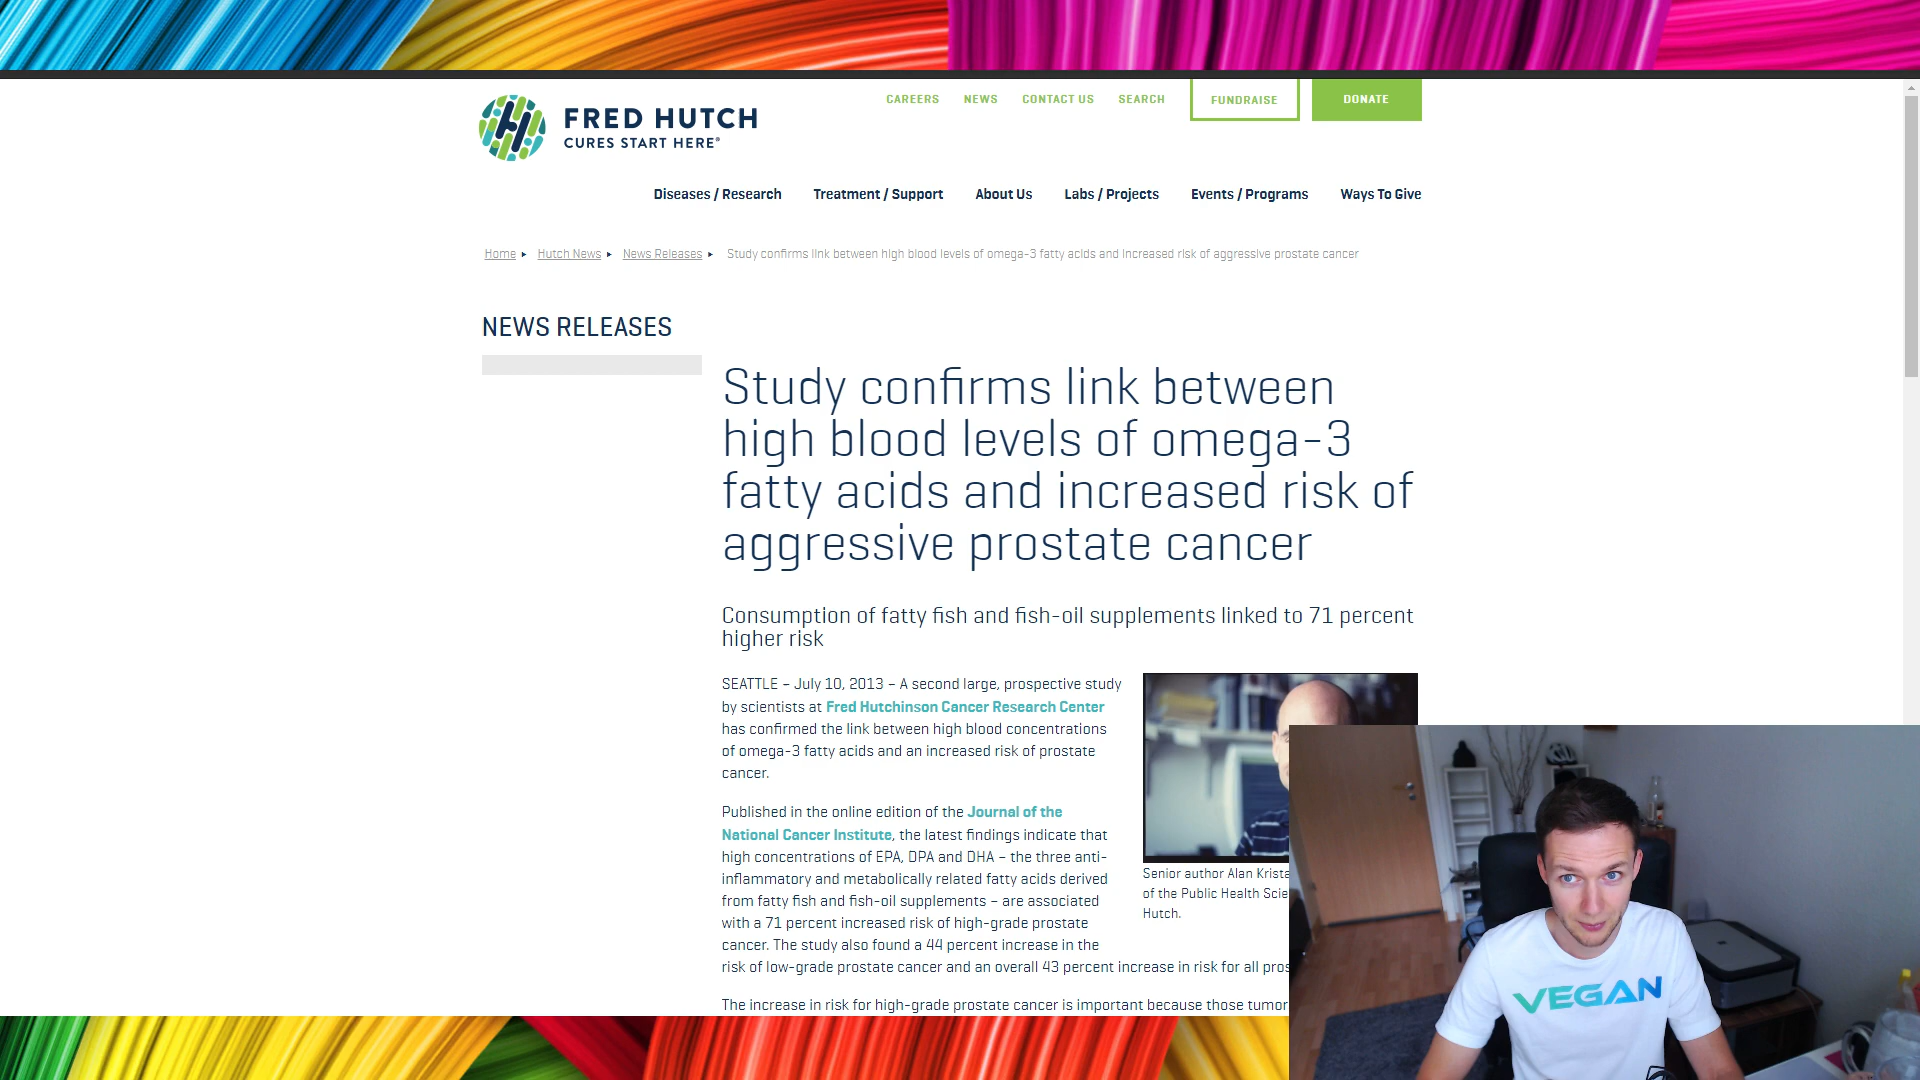 FRED HUTCH
CURES START HERE®
CAREERS NEWS CONTACT US SEARCH FUNDRAISE DONATE
Diseases / Research Treatment / Support About Us Labs / Projects Events / Programs Ways To Give
Home Hutch News News Releases Study confirms link between high blood levels of omega-3 fatty acids and increased risk of aggressive prostate cancer
NEWS RELEASES
Study confirms link between
high blood levels of omega-3
fatty acids and increased risk of
aggressive prostate cancer
Consumption of fatty fish and fish-oil supplements linked to 71 percent
higher risk
SEATTLE – July 10, 2013 – A second large, prospective study
by scientists at Fred Hutchinson Cancer Research Center
has confirmed the link between high blood concentrations
of omega-3 fatty acids and an increased risk of prostate
cancer.
Published in the online edition of the Journal of the
National Cancer Institute, the latest findings indicate that
high concentrations of EPA, DPA and DHA – the three anti-
inflammatory and metabolically related fatty acids derived
from fatty fish and fish-oil supplements – are associated
with a 71 percent increased risk of high-grade prostate
cancer. The study also found a 44 percent increase in the
risk of low-grade prostate cancer and an overall 43 percent increase in risk for all
The increase in risk for high-grade prostate cancer is important because those
Senior author Alan
of the Public Health
Hutch.
VEGAN